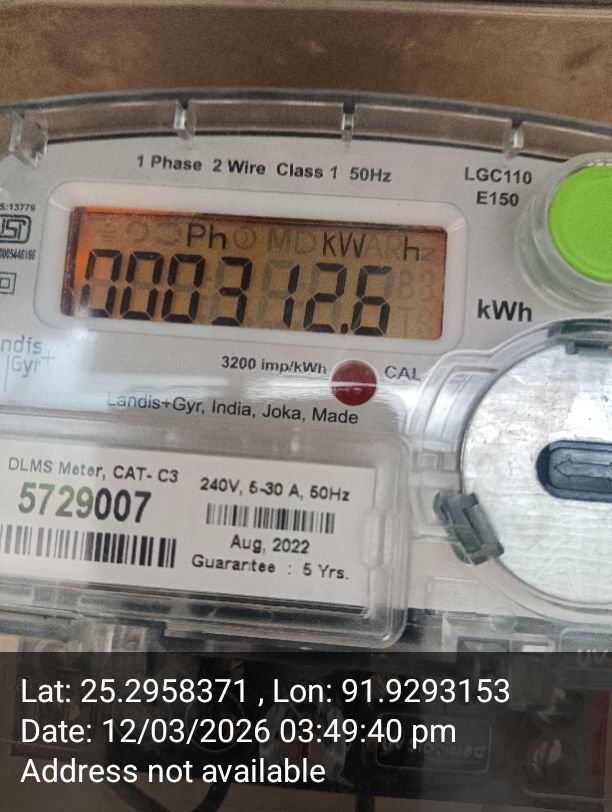 1 Phase 2 Wire Class 1 50Hz
LGC110
E150
Ph kW h
000312.6
kWh
3200 imp/kWh
CAL
Landis+Gyr, India, Joka, Made
DLMS Meter, CAT- C3
5729007
240V, 5-30 A, 50Hz
Aug, 2022
Guarantee : 5 Yrs.
Lat: 25.2958371 , Lon: 91.9293153
Date: 12/03/2026 03:49:40 pm
Address not available